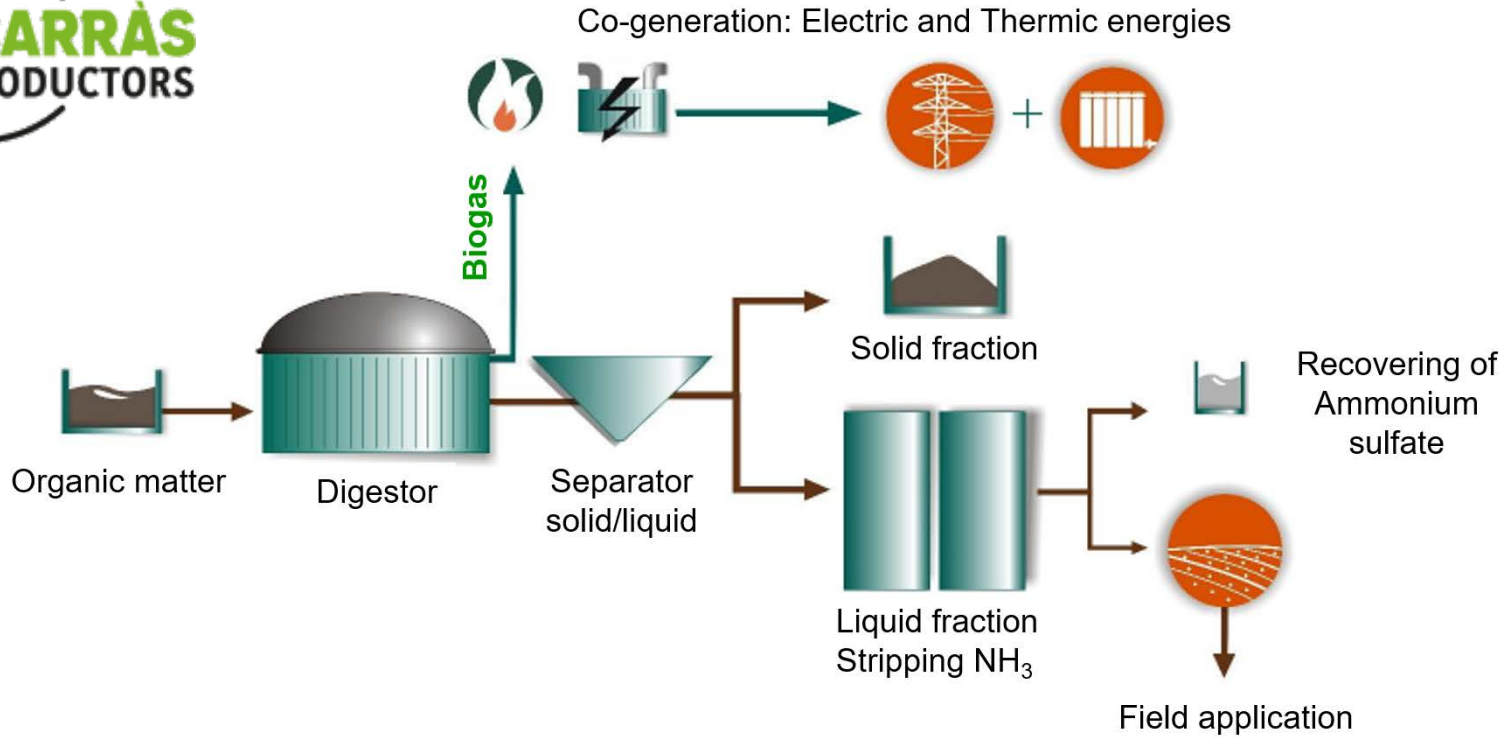 ARRÀS
ODUCTORS
Co-generation: Electric and Thermic energies
Biogas
Solid fraction
Recovering of
Ammonium
sulfate
Organic matter
Digestor
Separator
solid/liquid
Liquid fraction
Stripping NH₃
Field application